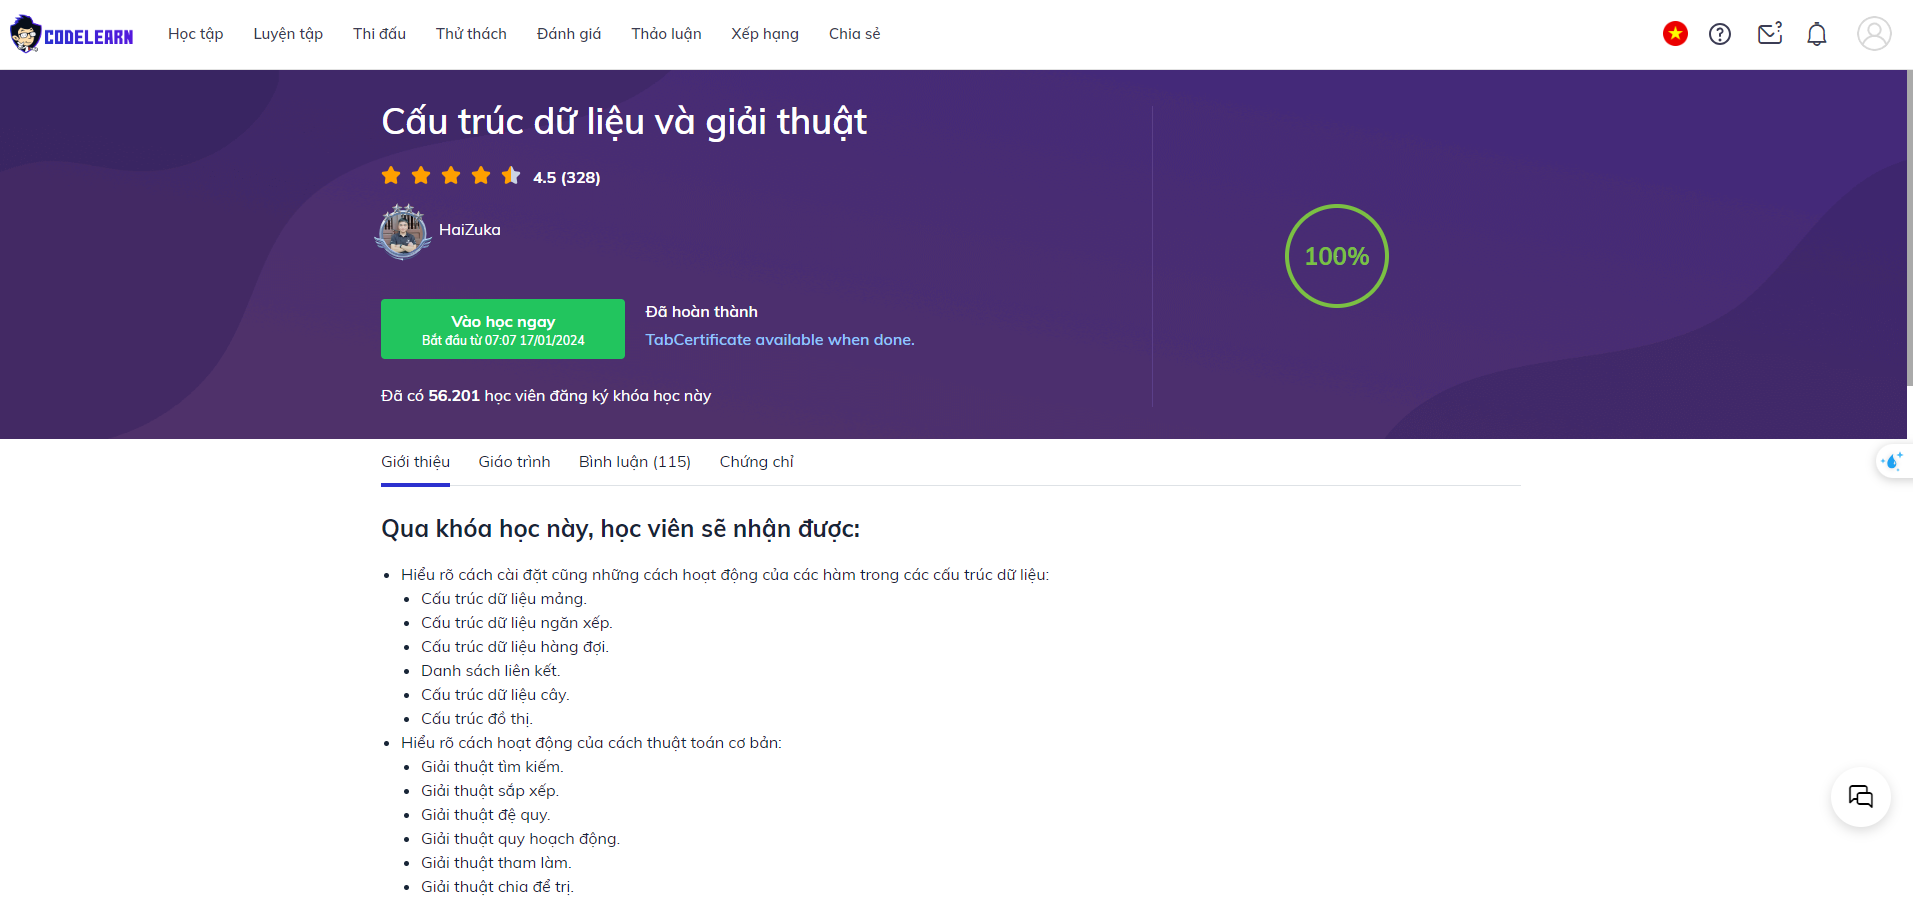 CODELEARN Học tập Luyện tập Thi đấu Thử thách Đánh giá Thảo luận Xếp hạng Chia sẻ
Cấu trúc dữ liệu và giải thuật
4.5 (328)
HaiZuka
100%
Vào học ngay
Bắt đầu từ 07:07 17/01/2024
Đã hoàn thành
TabCertificate available when done.
Đã có 56.201 học viên đăng ký khóa học này
Giới thiệu Giáo trình Bình luận (115) Chứng chỉ
Qua khóa học này, học viên sẽ nhận được:
Hiểu rõ cách cài đặt cũng những cách hoạt động của các hàm trong các cấu trúc dữ liệu:
Cấu trúc dữ liệu mảng.
Cấu trúc dữ liệu ngăn xếp.
Cấu trúc dữ liệu hàng đợi.
Danh sách liên kết.
Cấu trúc dữ liệu cây.
Cấu trúc đồ thị.
Hiểu rõ cách hoạt động của cách thuật toán cơ bản:
Giải thuật tìm kiếm.
Giải thuật sắp xếp.
Giải thuật đệ quy.
Giải thuật quy hoạch động.
Giải thuật tham làm.
Giải thuật chia để trị.